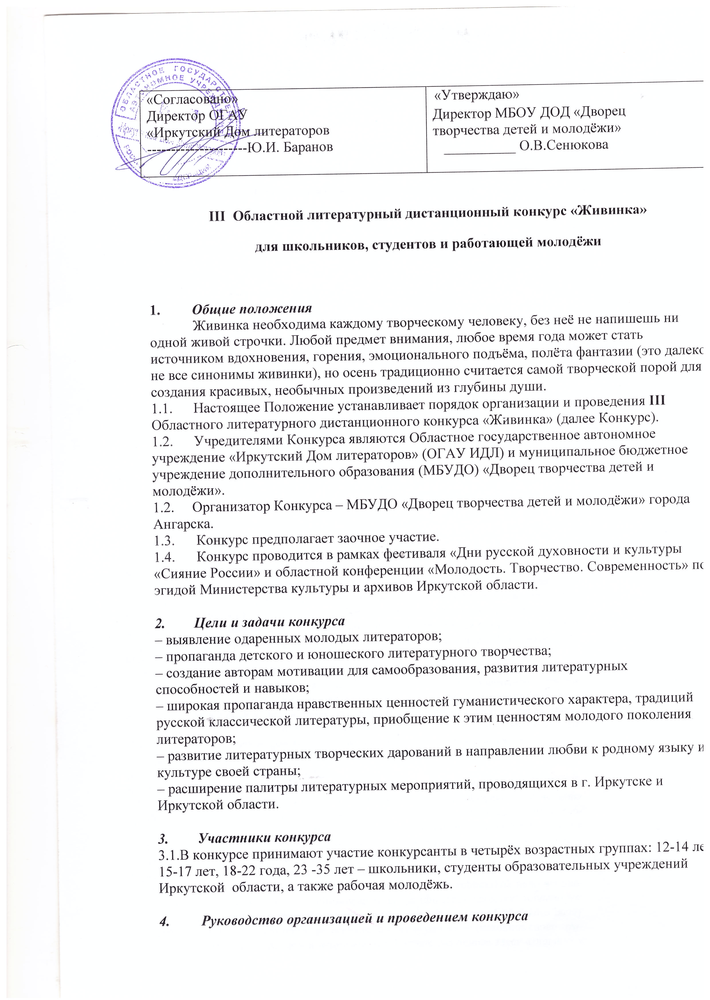 ОБЛАСТНОЕ ГОСУДАРСТВЕННОЕ
АВТОНОМНОЕ УЧРЕЖДЕНИЕ
«Согласовано»
Директор ОГАУ
«Иркутский Дом литераторов
---------------------Ю.И. Баранов
«Утверждаю»
Директор МБОУ ДОД «Дворец
творчества детей и молодёжи»
__________ О.В.Сенюкова
III Областной литературный дистанционный конкурс «Живинка»
для школьников, студентов и работающей молодёжи
1. Общие положения
Живинка необходима каждому творческому человеку, без неё не напишешь ни
одной живой строчки. Любой предмет внимания, любое время года может стать
источником вдохновения, горения, эмоционального подъёма, полёта фантазии (это далеко
не все синонимы живинки), но осень традиционно считается самой творческой порой для
создания красивых, необычных произведений из глубины души.
1.1. Настоящее Положение устанавливает порядок организации и проведения III
Областного литературного дистанционного конкурса «Живинка» (далее Конкурс).
1.2. Учредителями Конкурса являются Областное государственное автономное
учреждение «Иркутский Дом литераторов» (ОГАУ ИДЛ) и муниципальное бюджетное
учреждение дополнительного образования (МБУДО) «Дворец творчества детей и
молодёжи».
1.2. Организатор Конкурса – МБУДО «Дворец творчества детей и молодёжи» города
Ангарска.
1.3. Конкурс предполагает заочное участие.
1.4. Конкурс проводится в рамках фестиваля «Дни русской духовности и культуры
«Сияние России» и областной конференции «Молодость. Творчество. Современность» по
эгидой Министерства культуры и архивов Иркутской области.
2. Цели и задачи конкурса
– выявление одаренных молодых литераторов;
– пропаганда детского и юношеского литературного творчества;
– создание авторам мотивации для самообразования, развития литературных
способностей и навыков;
– широкая пропаганда нравственных ценностей гуманистического характера, традиций
русской классической литературы, приобщение к этим ценностям молодого поколения
литераторов;
– развитие литературных творческих дарований в направлении любви к родному языку и
культуре своей страны;
– расширение палитры литературных мероприятий, проводящихся в г. Иркутске и
Иркутской области.
3. Участники конкурса
3.1.В конкурсе принимают участие конкурсанты в четырёх возрастных группах: 12-14 ле
15-17 лет, 18-22 года, 23 -35 лет – школьники, студенты образовательных учреждений
Иркутской области, а также рабочая молодёжь.
4. Руководство организацией и проведением конкурса